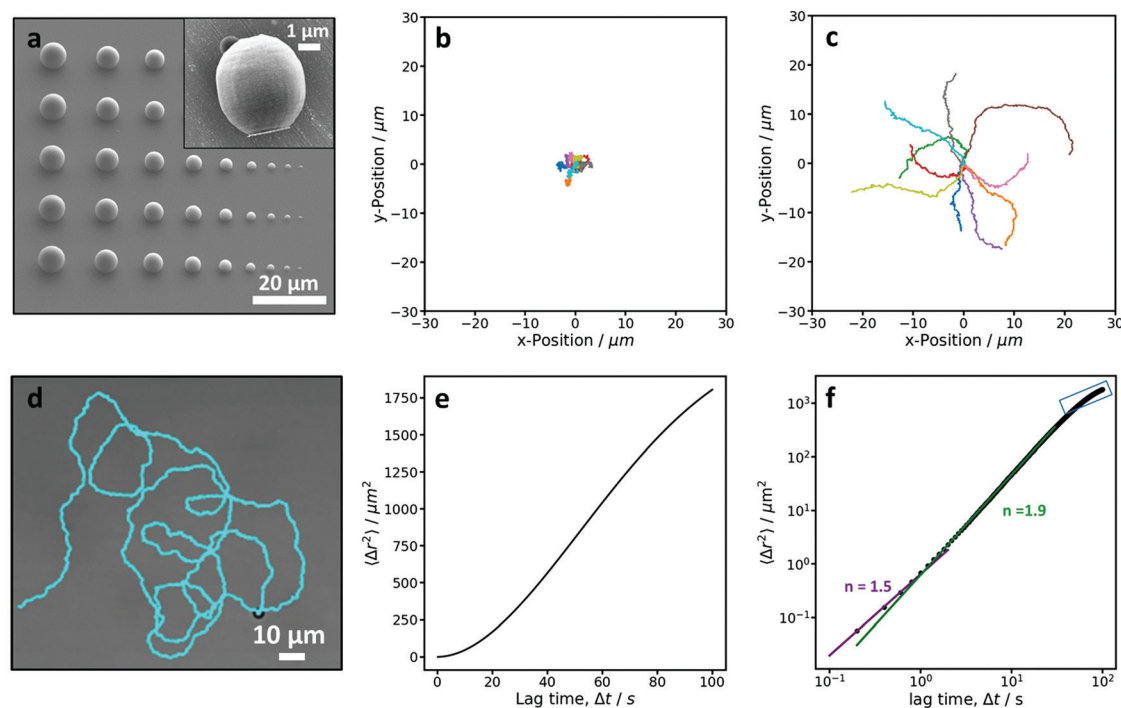 a
1 µm
20 µm
b
y-Position / µm
30
20
10
0
−10
−20
−30
−30 −20 −10 0 10 20 30
x-Position / µm
c
y-Position / µm
30
20
10
0
−10
−20
−30
−30 −20 −10 0 10 20 30
x-Position / µm
d
10 µm
e
⟨Δr²⟩ / µm²
1750
1500
1250
1000
750
500
250
0
0 20 40 60 80 100
Lag time, Δt / s
f
⟨Δr²⟩ / µm²
10³
10²
10¹
10⁰
10⁻¹
n =1.9
n = 1.5
10⁻¹ 10⁰ 10¹ 10²
lag time, Δt / s